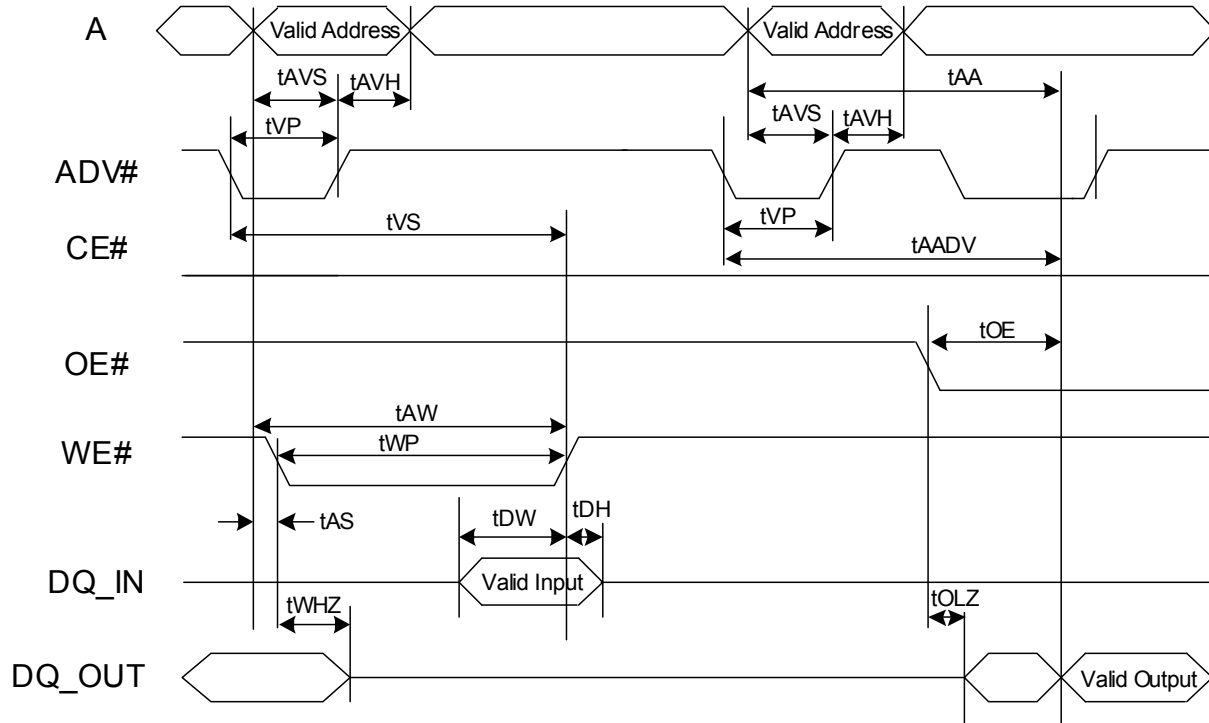 A
Valid Address
Valid Address
tAVS
tAVH
tAA
tVP
tAVS
tAVH
ADV#
tVS
tVP
CE#
tAADV
OE#
tOE
tAW
WE#
tWP
tAS
tDW
tDH
DQ_IN
Valid Input
tWHZ
tOLZ
DQ_OUT
Valid Output